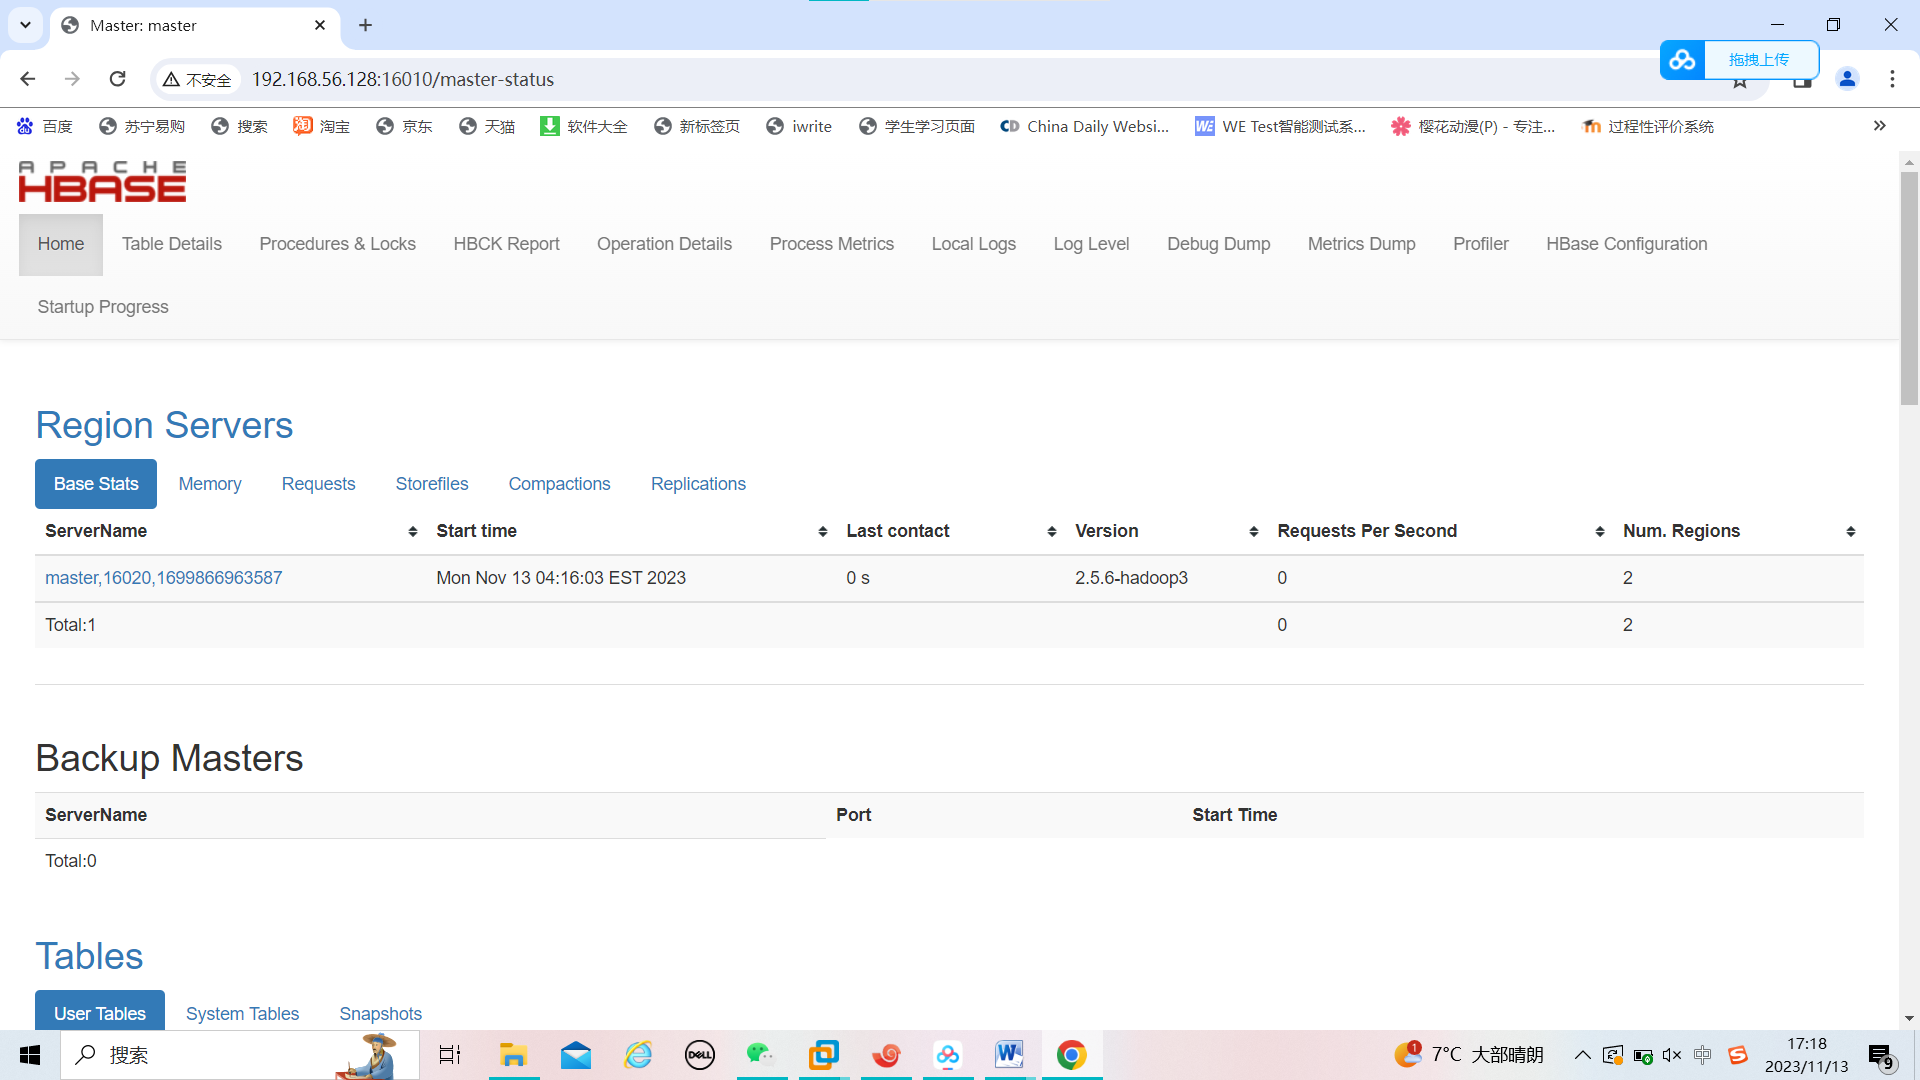 Master: master
不安全
192.168.56.128:16010/master-status
拖拽上传
百度
苏宁易购
搜索
淘 淘宝
京东
天猫
软件大全
新标签页
iwrite
学生学习页面
CD China Daily Websi...
WE WE Test智能测试系...
樱花动漫(P) - 专注...
过程性评价系统
APACHE
HBASE
Home
Table Details
Procedures & Locks
HBCK Report
Operation Details
Process Metrics
Local Logs
Log Level
Debug Dump
Metrics Dump
Profiler
HBase Configuration
Startup Progress
Region Servers
Base Stats
Memory
Requests
Storefiles
Compactions
Replications
ServerName Start time Last contact Version Requests Per Second Num. Regions
master,16020,1699866963587 Mon Nov 13 04:16:03 EST 2023 0 s 2.5.6-hadoop3 0 2
Total:1 0 2
Backup Masters
ServerName Port Start Time
Total:0
Tables
User Tables
System Tables
Snapshots
搜索
DELL
W
1
7°C 大部晴朗
中
S
17:18
2023/11/13
9